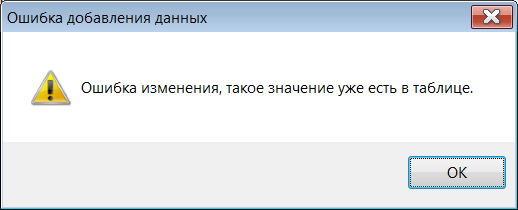 Ошибка добавления данных
Ошибка изменения, такое значение уже есть в таблице.
OK